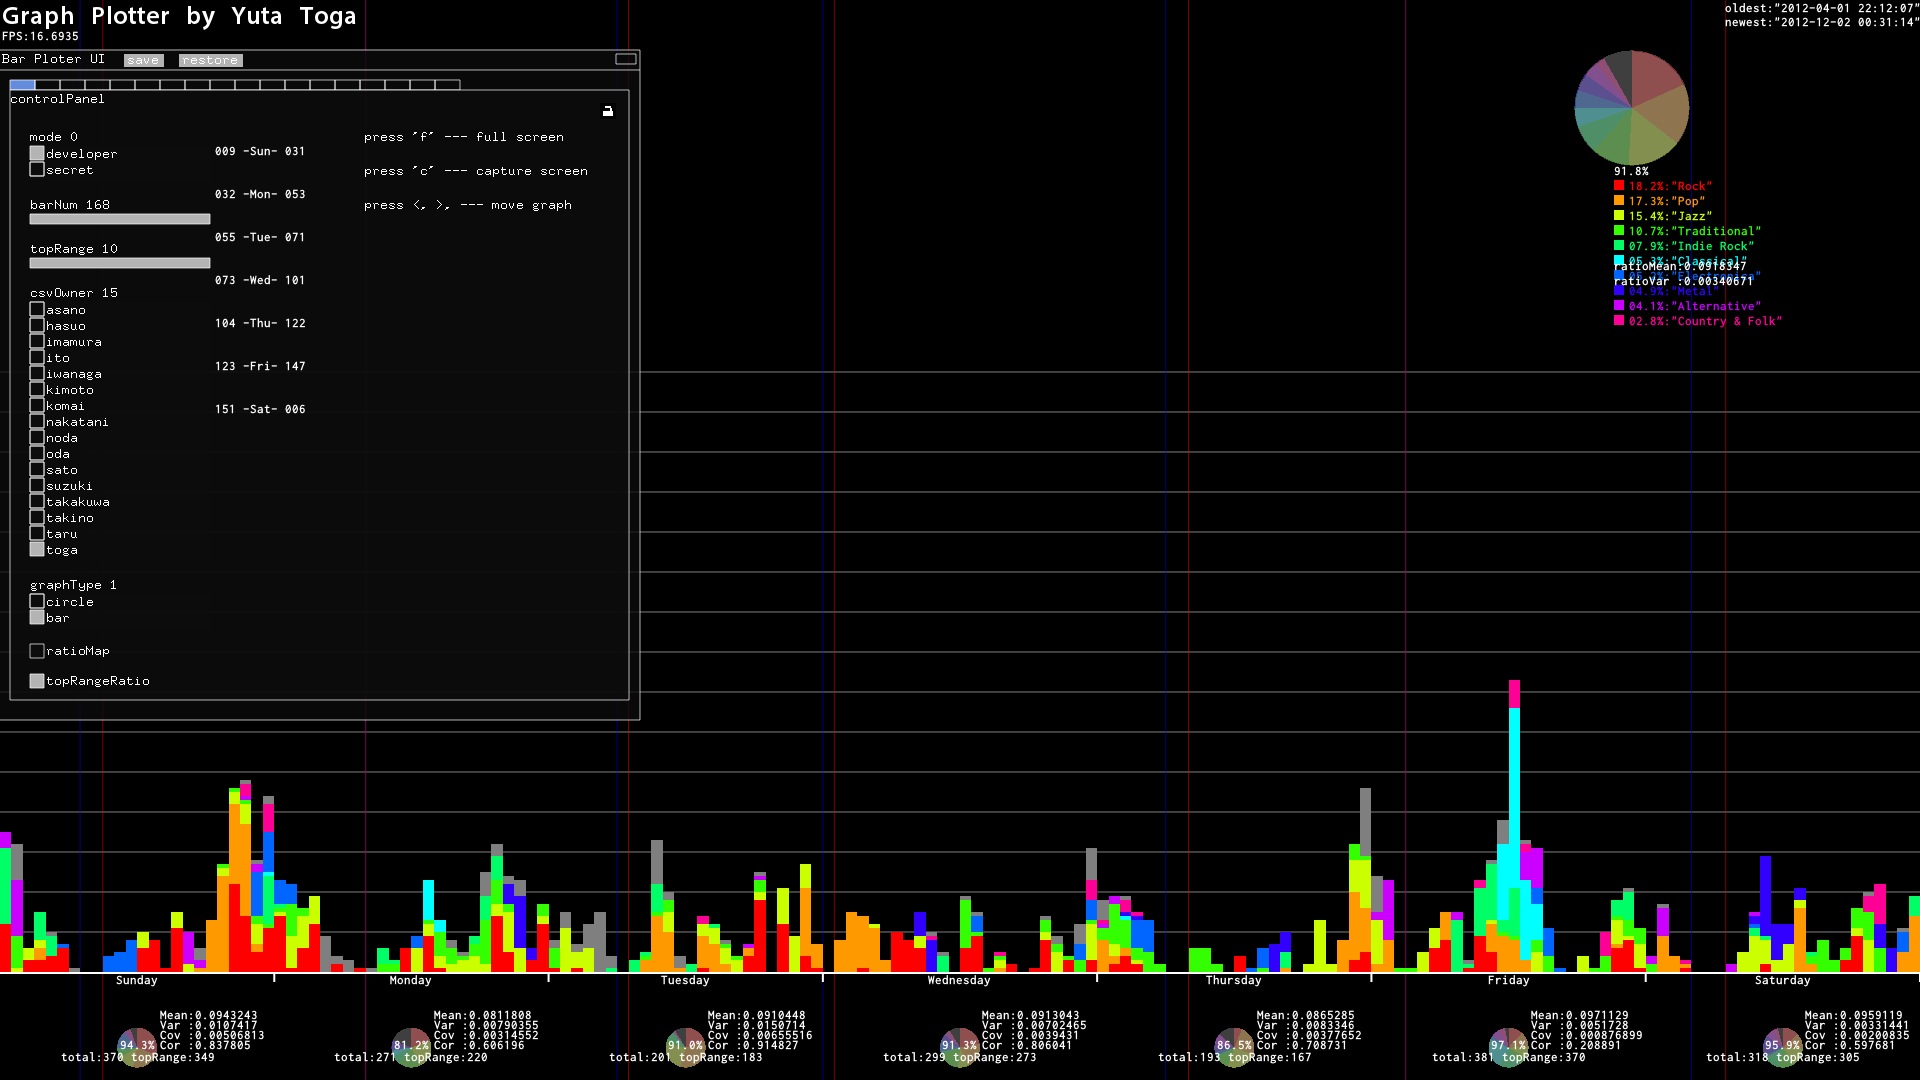 Graph Plotter by Yuta Toga
FPS:16.6935
oldest:"2012-04-01 22:12:07"
newest:"2012-12-02 00:31:14"
Bar Ploter UI save restore
controlPanel
mode 0
developer
secret
barNum 168
topRange 10
csvOwner 15
asano
hasuo
imamura
ito
iwanaga
kimoto
komai
nakatani
noda
oda
sato
suzuki
takakuwa
takino
taru
toga
graphType 1
circle
bar
ratioMap
topRangeRatio
009 -Sun- 031
032 -Mon- 053
055 -Tue- 071
073 -Wed- 101
104 -Thu- 122
123 -Fri- 147
151 -Sat- 006
press 'f' --- full screen
press 'c' --- capture screen
press <, >, --- move graph
91.8%
18.2%:"Rock"
17.3%:"Pop"
15.4%:"Jazz"
10.7%:"Traditional"
07.9%:"Indie Rock"
05.3%:"Classical"
ratioMean:0.0918347
ratioVar :0.00340671
04.9%:"Metal"
04.1%:"Alternative"
02.8%:"Country & Folk"
Sunday Monday Tuesday Wednesday Thursday Friday Saturday
Mean:0.0943243
Var :0.0107417
Cov :0.00506813
Cor :0.837805
94.3%
total:370 topRange:349
Mean:0.0811808
Var :0.00790355
Cov :0.00314552
Cor :0.606196
81.2%
total:271 topRange:220
Mean:0.0910448
Var :0.0150714
Cov :0.00655516
Cor :0.914827
91.0%
total:201 topRange:183
Mean:0.0913043
Var :0.00702465
Cov :0.0039431
Cor :0.806041
91.3%
total:299 topRange:273
Mean:0.0865285
Var :0.0083346
Cov :0.00377652
Cor :0.708731
86.5%
total:193 topRange:167
Mean:0.0971129
Var :0.0051728
Cov :0.000876899
Cor :0.208891
97.1%
total:381 topRange:370
Mean:0.0959119
Var :0.00331441
Cov :0.00200835
Cor :0.597681
95.9%
total:318 topRange:305